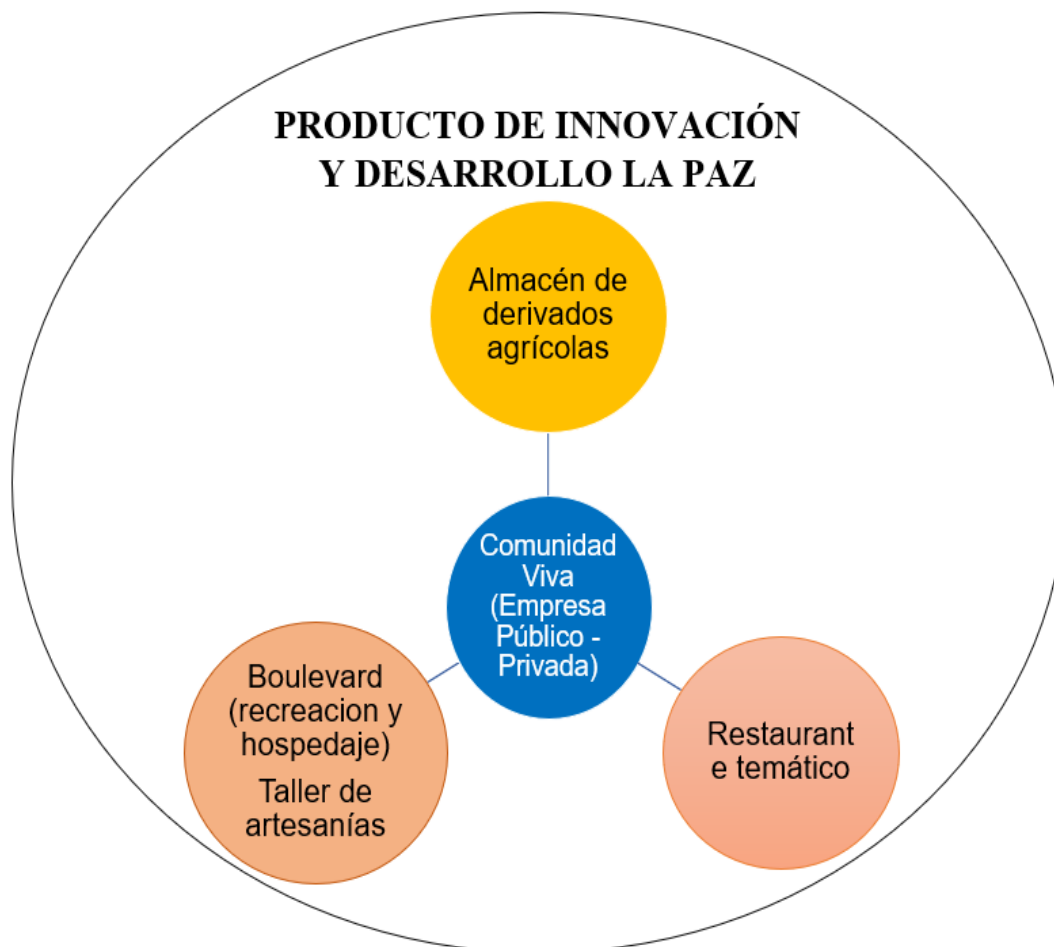 PRODUCTO DE INNOVACIÓN
Y DESARROLLO LA PAZ
Almacén de
derivados
agrícolas
Comunidad
Viva
(Empresa
Público -
Privada)
Boulevard
(recreacion y
hospedaje)
Taller de
artesanías
Restaurant
e temático